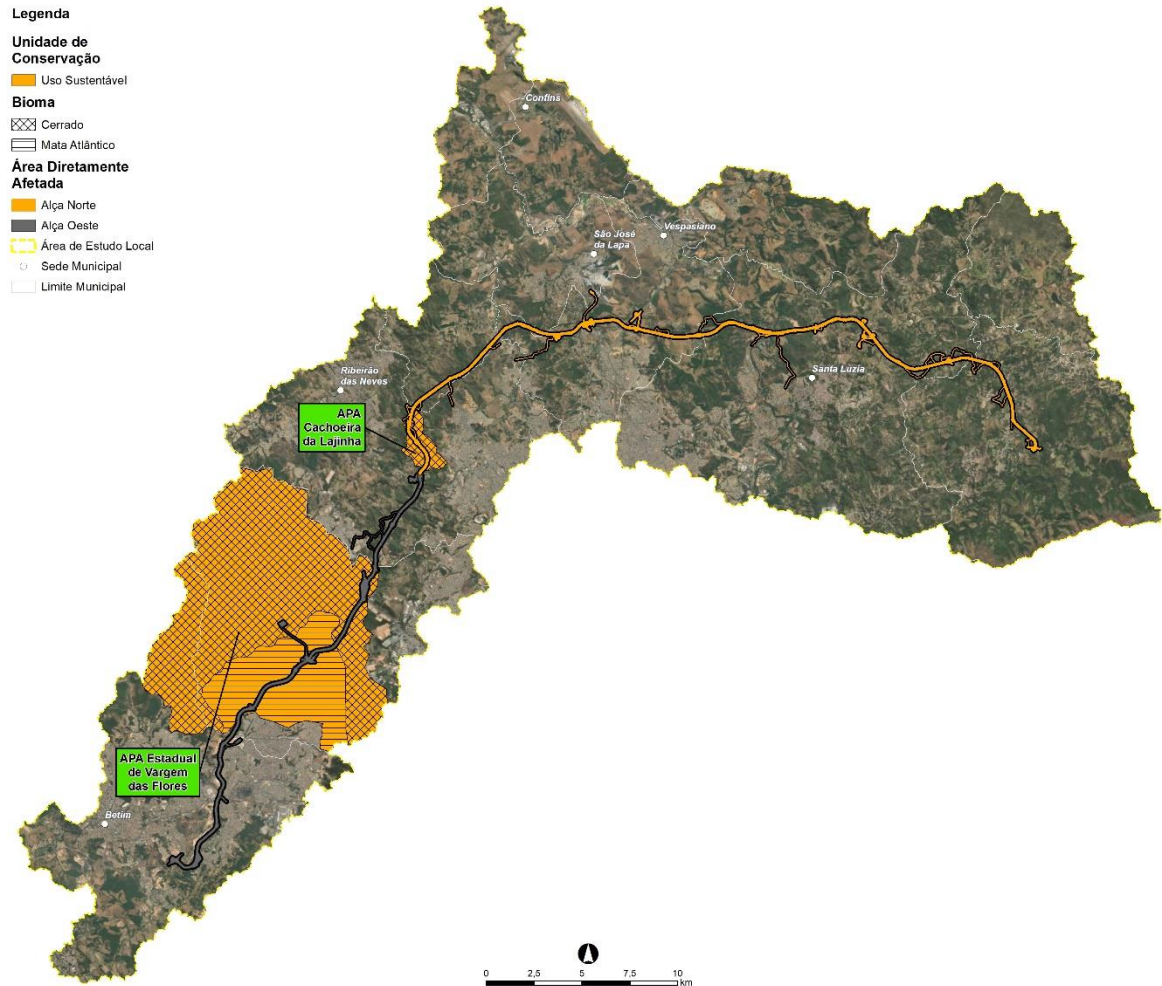 Legenda
Unidade de
Conservação
Uso Sustentável
Bioma
Cerrado
Mata Atlântico
Área Diretamente
Afetada
Alça Norte
Alça Oeste
Área de Estudo Local
Sede Municipal
Limite Municipal
Confins
São José
da Lapa
Vespasiano
Ribeirão
das Neves
Santa Luzia
APA
Cachoeira
da Lajinha
APA Estadual
de Vargem
das Flores
Betim
0 2,5 5 7,5 10
km